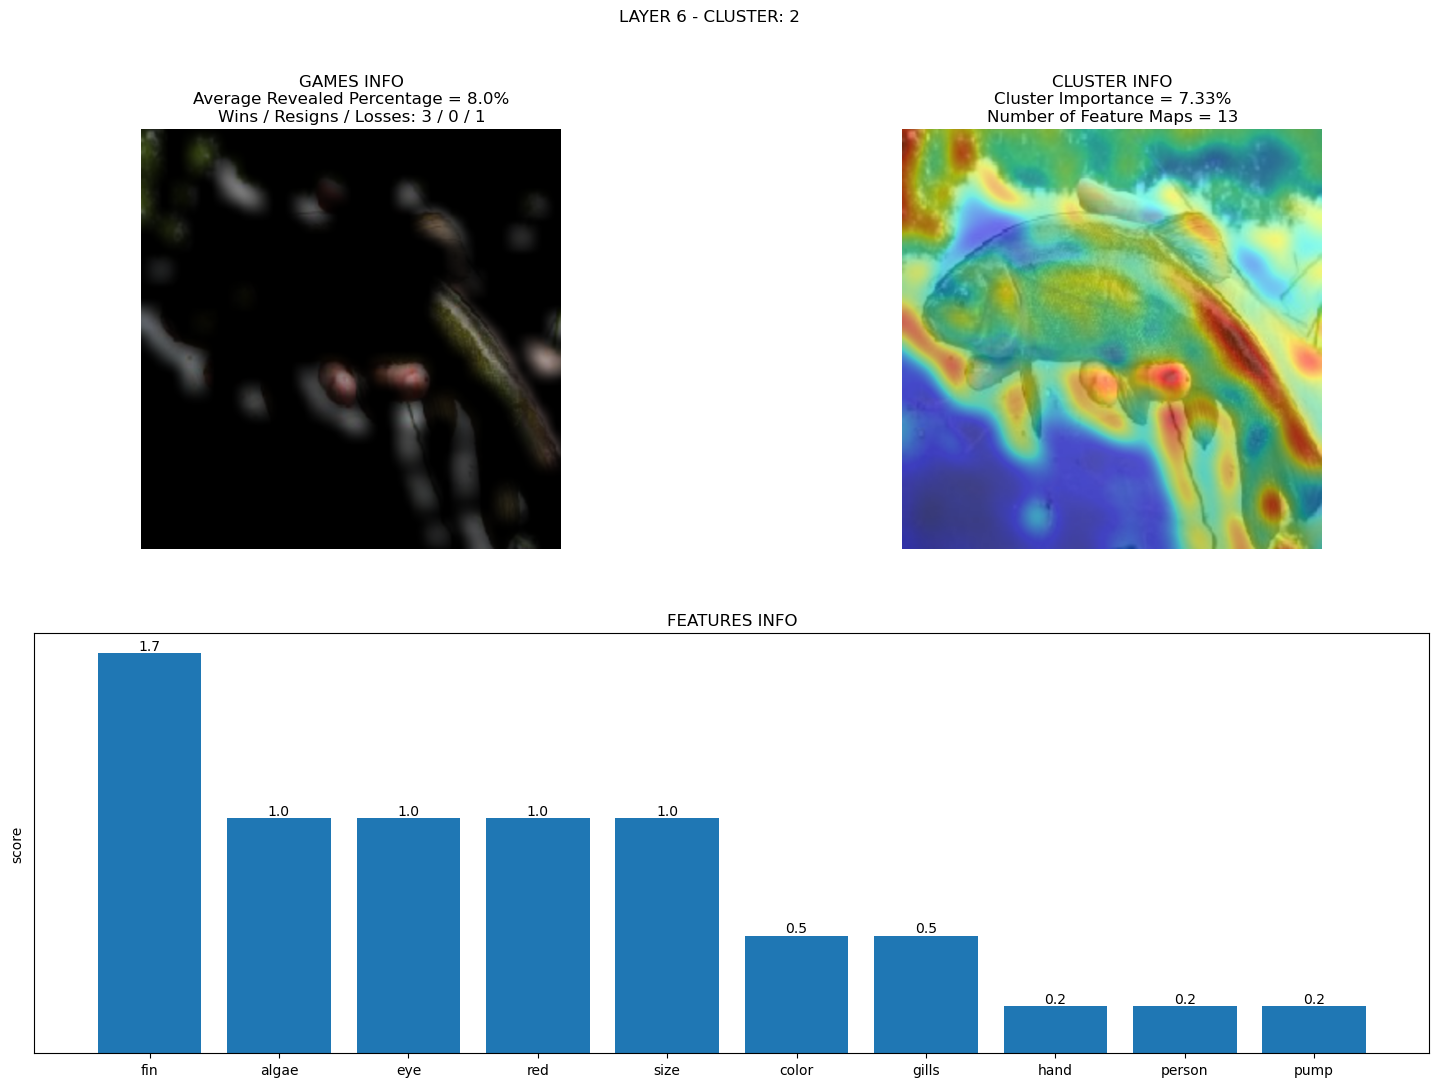 LAYER 6 - CLUSTER: 2
GAMES INFO
Average Revealed Percentage = 8.0%
Wins / Resigns / Losses: 3 / 0 / 1
CLUSTER INFO
Cluster Importance = 7.33%
Number of Feature Maps = 13
FEATURES INFO
score
1.7
1.0
1.0
1.0
1.0
0.5
0.5
0.2
0.2
0.2
fin
algae
eye
red
size
color
gills
hand
person
pump